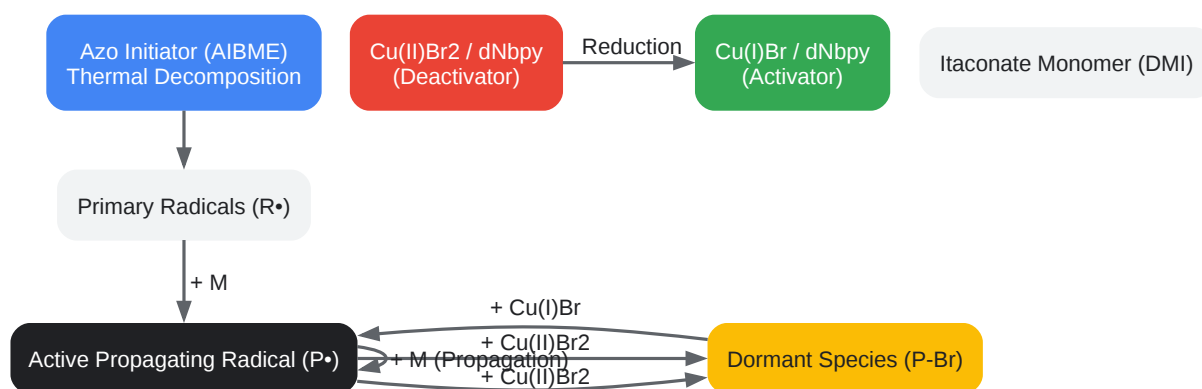 Azo Initiator (AIBME)
Thermal Decomposition
Cu(II)Br2 / dNbpy
(Deactivator)
Reduction
Cu(I)Br / dNbpy
(Activator)
Itaconate Monomer (DMI)
Primary Radicals (R•)
+ M
+ Cu(I)Br
+ Cu(II)Br2
Active Propagating Radical (P•)
+ M (Propagation)
Dormant Species (P-Br)
+ Cu(II)Br2